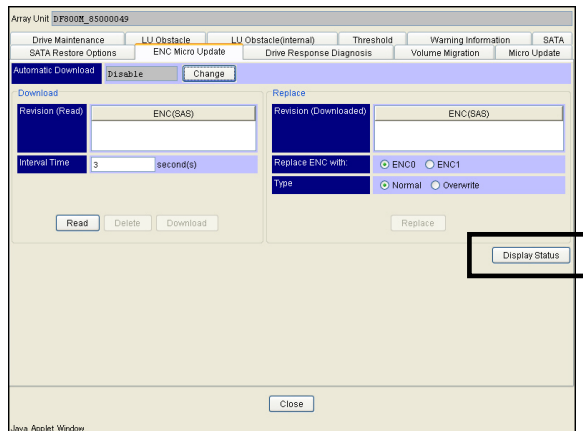 Array Unit DF800M_85000049
Drive Maintenance LU Obstacle LU Obstacle(internal) Threshold Warning Information SATA
SATA Restore Options ENC Micro Update Drive Response Diagnosis Volume Migration Micro Update
Automatic Download Disable Change
Download Replace
Revision (Read) ENC(SAS) Revision (Downloaded) ENC(SAS)
Interval Time 3 second(s) Replace ENC with: ENC0 ENC1
Type Normal Overwrite
Read Delete Download Replace
Display Status
Close
Java Applet Window